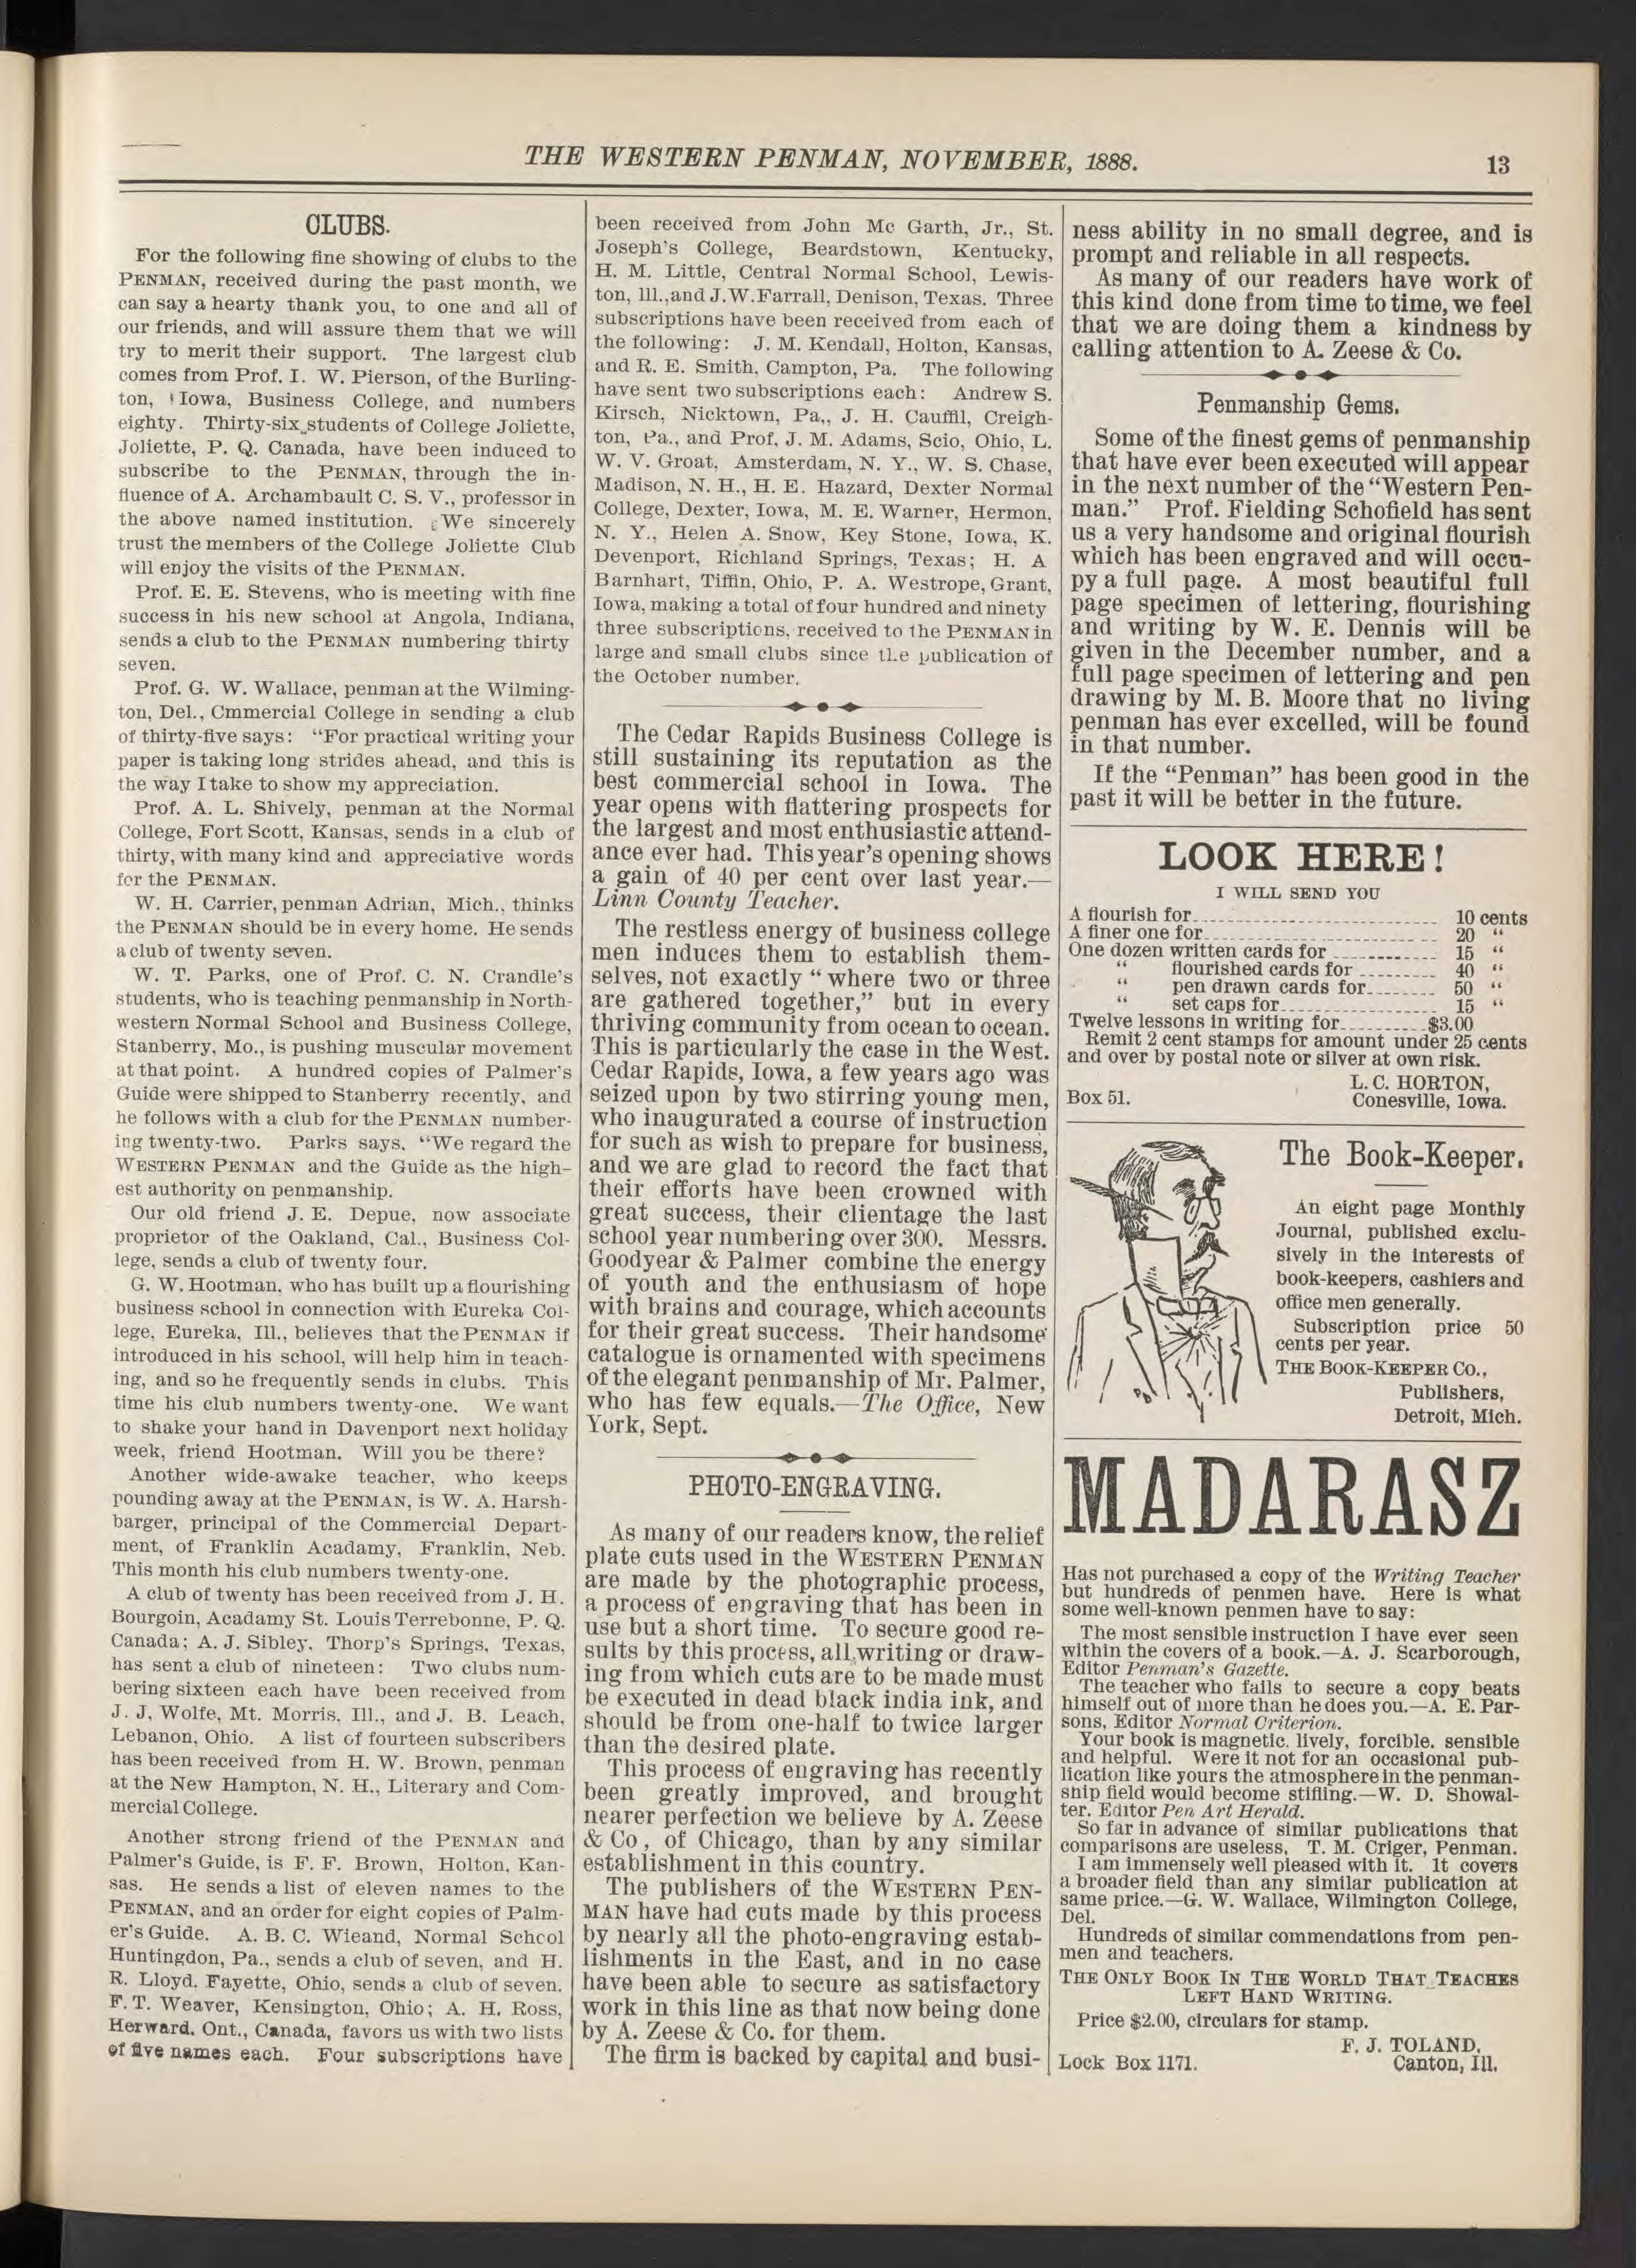 THE WESTERN PENMAN, NOVEMBER, 1888.
13
CLUBS.
For the following fine showing of clubs to the
PENMAN, received during the past month, we
can say a hearty thank you, to one and all of
our friends, and will assure them that we will
try to merit their support. Tne largest club
comes from Prof. I. W. Pierson, of the Burling-
ton, Iowa, Business College, and numbers
eighty. Thirty-six students of College Joliette,
Joliette, P. Q. Canada, have been induced to
subscribe to the PENMAN, through the in-
fluence of A. Archambault C. S. V., professor in
the above named institution. We sincerely
trust the members of the College Joliette Club
will enjoy the visits of the PENMAN.
Prof. E. E. Stevens, who is meeting with fine
success in his new school at Angola, Indiana,
sends a club to the PENMAN numbering thirty
seven.
Prof. G. W. Wallace, penman at the Wilming-
ton, Del., Cmmercial College in sending a club
of thirty-five says: "For practical writing your
paper is taking long strides ahead, and this is
the way I take to show my appreciation.
Prof. A. L. Shively, penman at the Normal
College, Fort Scott, Kansas, sends in a club of
thirty, with many kind and appreciative words
for the PENMAN.
W. H. Carrier, penman Adrian, Mich., thinks
the PENMAN should be in every home. He sends
a club of twenty seven.
W. T. Parks, one of Prof. C. N. Crandle's
students, who is teaching penmanship in North-
western Normal School and Business College,
Stanberry, Mo., is pushing muscular movement
at that point. A hundred copies of Palmer's
Guide were shipped to Stanberry recently, and
he follows with a club for the PENMAN number-
ing twenty-two. Parks says, "We regard the
WESTERN PENMAN and the Guide as the high-
est authority on penmanship.
Our old friend J. E. Depue, now associate
proprietor of the Oakland, Cal., Business Col-
lege, sends a club of twenty four.
G. W. Hootman, who has built up a flourishing
business school in connection with Eureka Col-
lege, Eureka, Ill., believes that the PENMAN if
introduced in his school, will help him in teach-
ing, and so he frequently sends in clubs. This
time his club numbers twenty-one. We want
to shake your hand in Davenport next holiday
week, friend Hootman. Will you be there?
Another wide-awake teacher, who keeps
pounding away at the PENMAN, is W. A. Harsh-
barger, principal of the Commercial Depart-
ment, of Franklin Acadamy, Franklin, Neb.
This month his club numbers twenty-one.
A club of twenty has been received from J. H.
Bourgoin, Acadamy St. Louis Terrebonne, P. Q.
Canada; A. J. Sibley, Thorp's Springs, Texas,
has sent a club of nineteen: Two clubs num-
bering sixteen each have been received from
J. J, Wolfe, Mt. Morris, Ill., and J. B. Leach,
Lebanon, Ohio. A list of fourteen subscribers
has been received from H. W. Brown, penman
at the New Hampton, N. H., Literary and Com-
mercial College.
Another strong friend of the PENMAN and
Palmer's Guide, is F. F. Brown, Holton, Kan-
sas. He sends a list of eleven names to the
PENMAN, and an order for eight copies of Palm-
er's Guide. A. B. C. Wieand, Normal School
Huntingdon, Pa., sends a club of seven, and H.
R. Lloyd, Fayette, Ohio, sends a club of seven.
F. T. Weaver, Kensington, Ohio; A. H. Ross,
Herward, Ont., Canada, favors us with two lists
of five names each. Four subscriptions have
been received from John Mc Garth, Jr., St.
Joseph's College, Beardstown, Kentucky,
H. M. Little, Central Normal School, Lewis-
ton, Ill.,and J.W.Farrall, Denison, Texas. Three
subscriptions have been received from each of
the following: J. M. Kendall, Holton, Kansas,
and R. E. Smith, Campton, Pa. The following
have sent two subscriptions each: Andrew S.
Kirsch, Nicktown, Pa,, J. H. Cauffil, Creigh-
ton, Pa., and Prof, J. M. Adams, Scio, Ohio, L.
W. V. Groat, Amsterdam, N. Y., W. S. Chase,
Madison, N. H., H. E. Hazard, Dexter Normal
College, Dexter, Iowa, M. E. Warner, Hermon,
N. Y., Helen A. Snow, Key Stone, Iowa, K.
Devenport, Richland Springs, Texas; H. A
Barnhart, Tiffin, Ohio, P. A. Westrope, Grant,
Iowa, making a total of four hundred and ninety
three subscriptions, received to the PENMAN in
large and small clubs since the publication of
the October number.
The Cedar Rapids Business College is
still sustaining its reputation as the
best commercial school in Iowa. The
year opens with flattering prospects for
the largest and most enthusiastic attend-
ance ever had. This year's opening shows
a gain of 40 per cent over last year.—
Linn County Teacher.
The restless energy of business college
men induces them to establish them-
selves, not exactly "where two or three
are gathered together," but in every
thriving community from ocean to ocean.
This is particularly the case in the West.
Cedar Rapids, Iowa, a few years ago was
seized upon by two stirring young men,
who inaugurated a course of instruction
for such as wish to prepare for business,
and we are glad to record the fact that
their efforts have been crowned with
great success, their clientage the last
school year numbering over 300. Messrs.
Goodyear & Palmer combine the energy
of youth and the enthusiasm of hope
with brains and courage, which accounts
for their great success. Their handsome
catalogue is ornamented with specimens
of the elegant penmanship of Mr. Palmer,
who has few equals.—The Office, New
York, Sept.
PHOTO-ENGRAVING.
As many of our readers know, the relief
plate cuts used in the WESTERN PENMAN
are made by the photographic process,
a process of engraving that has been in
use but a short time. To secure good re-
sults by this process, all writing or draw-
ing from which cuts are to be made must
be executed in dead black india ink, and
should be from one-half to twice larger
than the desired plate.
This process of engraving has recently
been greatly improved, and brought
nearer perfection we believe by A. Zeese
& Co, of Chicago, than by any similar
establishment in this country.
The publishers of the WESTERN PEN-
MAN have had cuts made by this process
by nearly all the photo-engraving estab-
lishments in the East, and in no case
have been able to secure as satisfactory
work in this line as that now being done
by A. Zeese & Co. for them.
The firm is backed by capital and busi-
ness ability in no small degree, and is
prompt and reliable in all respects.
As many of our readers have work of
this kind done from time to time, we feel
that we are doing them a kindness by
calling attention to A. Zeese & Co.
Penmanship Gems.
Some of the finest gems of penmanship
that have ever been executed will appear
in the next number of the "Western Pen-
man." Prof. Fielding Schofield has sent
us a very handsome and original flourish
which has been engraved and will occu-
py a full page. A most beautiful full
page specimen of lettering, flourishing
and writing by W. E. Dennis will be
given in the December number, and a
full page specimen of lettering and pen
drawing by M. B. Moore that no living
penman has ever excelled, will be found
in that number.
If the "Penman" has been good in the
past it will be better in the future.
LOOK HERE!
I WILL SEND YOU
A flourish for 10 cents
A finer one for 20 "
One dozen written cards for 15 "
" flourished cards for 40 "
" pen drawn cards for 50 "
" set caps for 15 "
Twelve lessons in writing for $3.00
Remit 2 cent stamps for amount under 25 cents
and over by postal note or silver at own risk.
L. C. HORTON,
Box 51. Conesville, Iowa.
The Book-Keeper.
An eight page Monthly
Journal, published exclu-
sively in the interests of
book-keepers, cashiers and
office men generally.
Subscription price 50
cents per year.
THE BOOK-KEEPER CO.,
Publishers,
Detroit, Mich.
MADARASZ
Has not purchased a copy of the Writing Teacher
but hundreds of penmen have. Here is what
some well-known penmen have to say:
The most sensible instruction I have ever seen
within the covers of a book.—A. J. Scarborough,
Editor Penman's Gazette.
The teacher who fails to secure a copy beats
himself out of more than he does you.—A. E. Par-
sons, Editor Normal Criterion.
Your book is magnetic. lively, forcible. sensible
and helpful. Were it not for an occasional pub-
lication like yours the atmosphere in the penman-
snip field would become stifling.—W. D. Showal-
ter. Editor Pen Art Herald.
So far in advance of similar publications that
comparisons are useless, T. M. Criger, Penman.
I am immensely well pleased with it. It covers
a broader field than any similar publication at
same price.—G. W. Wallace, Wilmington College,
Del.
Hundreds of similar commendations from pen-
men and teachers.
THE ONLY BOOK IN THE WORLD THAT TEACHES
LEFT HAND WRITING.
Price $2.00, circulars for stamp.
F. J. TOLAND,
Lock Box 1171. Canton, Ill.